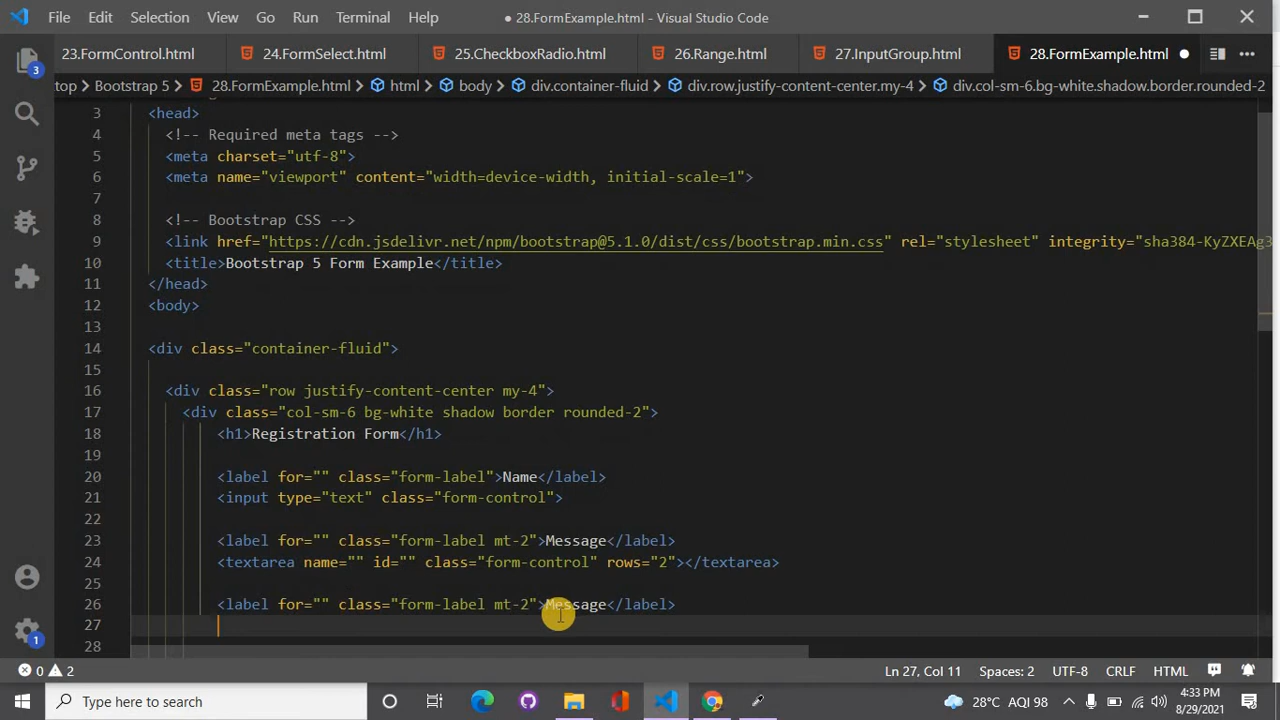 File Edit Selection View Go Run Terminal Help ● 28.FormExample.html - Visual Studio Code
23.FormControl.html 24.FormSelect.html 25.CheckboxRadio.html 26.Range.html 27.InputGroup.html 28.FormExample.html
top > Bootstrap 5 > 28.FormExample.html > html > body > div.container-fluid > div.row.justify-content-center.my-4 > div.col-sm-6.bg-white.shadow.border.rounded-2
3 <head>
4 <!-- Required meta tags -->
5 <meta charset="utf-8">
6 <meta name="viewport" content="width=device-width, initial-scale=1">
7
8 <!-- Bootstrap CSS -->
9 <link href="https://cdn.jsdelivr.net/npm/bootstrap@5.1.0/dist/css/bootstrap.min.css" rel="stylesheet" integrity="sha384-KyZXEAg3
10 <title>Bootstrap 5 Form Example</title>
11 </head>
12 <body>
13
14 <div class="container-fluid">
15
16 <div class="row justify-content-center my-4">
17 <div class="col-sm-6 bg-white shadow border rounded-2">
18 <h1>Registration Form</h1>
19
20 <label for="" class="form-label">Name</label>
21 <input type="text" class="form-control">
22
23 <label for="" class="form-label mt-2">Message</label>
24 <textarea name="" id="" class="form-control" rows="2"></textarea>
25
26 <label for="" class="form-label mt-2">Message</label>
27
28
3
1
0 2 Ln 27, Col 11 Spaces: 2 UTF-8 CRLF HTML
Type here to search 28°C AQI 98 4:33 PM
8/29/2021